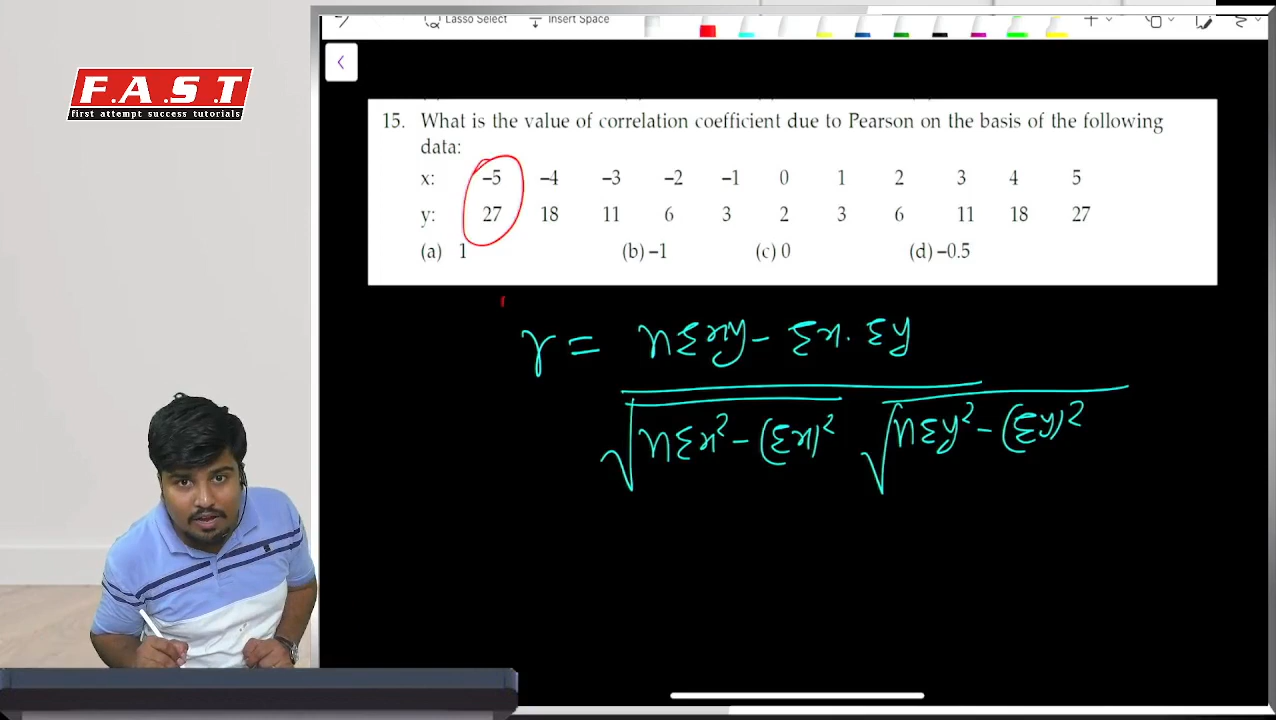 Lasso Select Insert Space
F.A.S.T
first attempt success tutorials
15. What is the value of correlation coefficient due to Pearson on the basis of the following
data:
x: –5 –4 –3 –2 –1 0 1 2 3 4 5
y: 27 18 11 6 3 2 3 6 11 18 27
(a) 1 (b) –1 (c) 0 (d) –0.5
r = nΣxy - Σx. Σy
√nΣx² - (Σx)² √nΣy² - (Σy)²